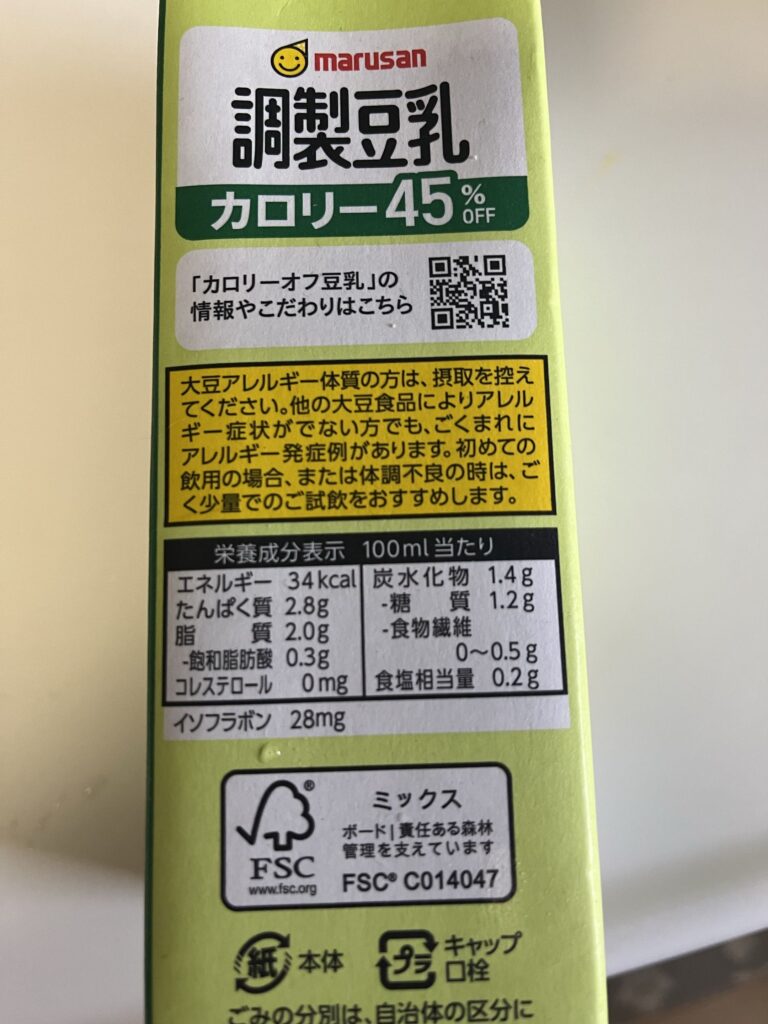 marusan
調製豆乳
カロリー45%OFF
「カロリーオフ豆乳」の
情報やこだわりはこちら
大豆アレルギー体質の方は、摂取を控え
てください。他の大豆食品によりアレル
ギー症状がでない方でも、ごくまれに
アレルギー発症例があります。初めての
飲用の場合、または体調不良の時は、ご
く少量でのご試飲をおすすめします。
栄養成分表示 100ml当たり
エネルギー 34kcal
たんぱく質 2.8g
脂質 2.0g
-飽和脂肪酸 0.3g
コレステロール 0mg
炭水化物 1.4g
-糖質 1.2g
-食物繊維
0〜0.5g
食塩相当量 0.2g
イソフラボン 28mg
FSC®
www.fsc.org
ミックス
ボード|責任ある森林
管理を支えています
FSC® C014047
紙 本体
プラ キャップ
口栓
ごみの分別は、自治体の区分に